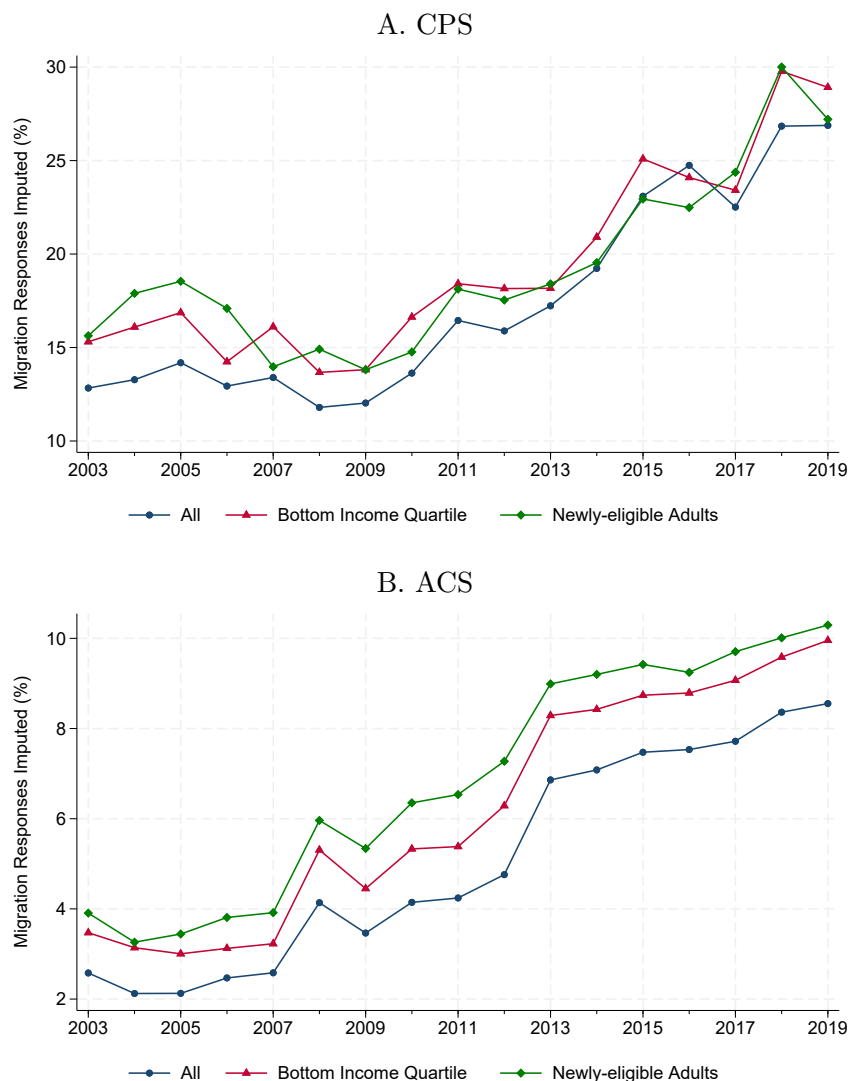 A. CPS
Migration Responses Imputed (%)
30
25
20
15
10
2003 2005 2007 2009 2011 2013 2015 2017 2019
All Bottom Income Quartile Newly-eligible Adults
B. ACS
Migration Responses Imputed (%)
10
8
6
4
2
2003 2005 2007 2009 2011 2013 2015 2017 2019
All Bottom Income Quartile Newly-eligible Adults